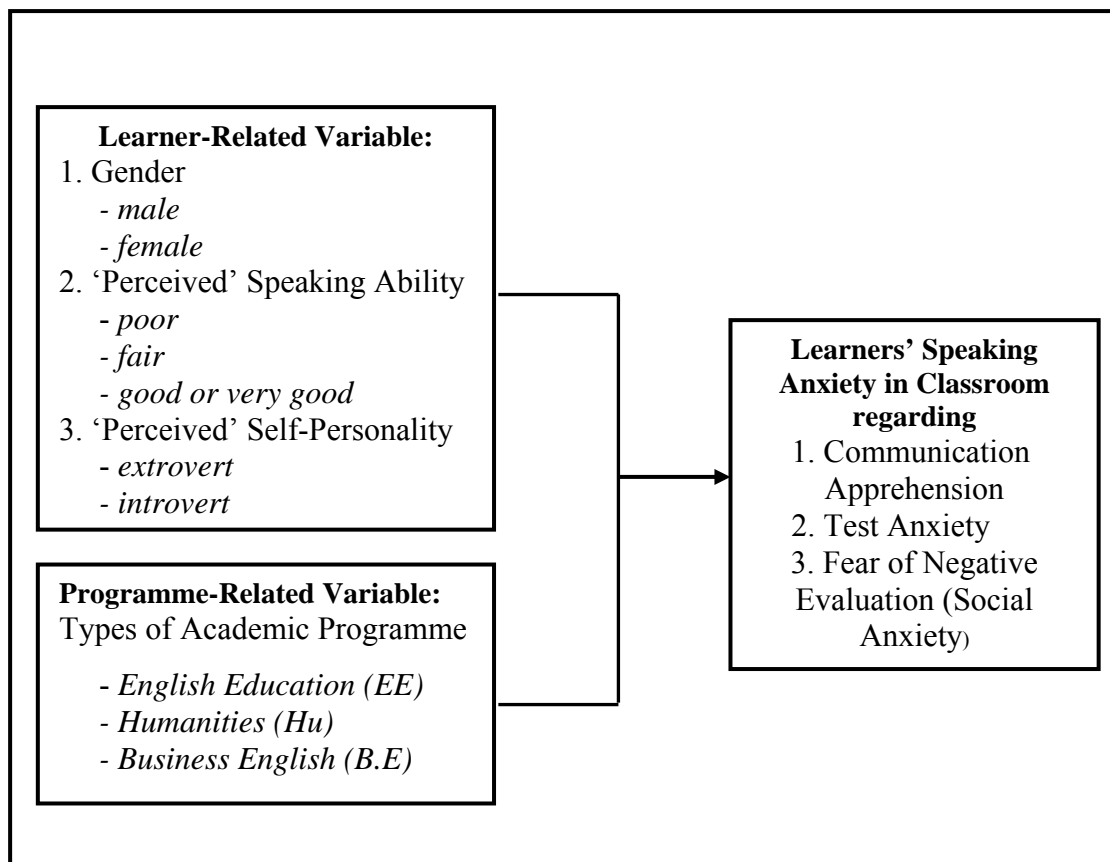 Learner-Related Variable:
1. Gender
- male
- female
2. ‘Perceived’ Speaking Ability
- poor
- fair
- good or very good
3. ‘Perceived’ Self-Personality
- extrovert
- introvert
Programme-Related Variable:
Types of Academic Programme
- English Education (EE)
- Humanities (Hu)
- Business English (B.E)
Learners’ Speaking
Anxiety in Classroom
regarding
1. Communication
Apprehension
2. Test Anxiety
3. Fear of Negative
Evaluation (Social
Anxiety)